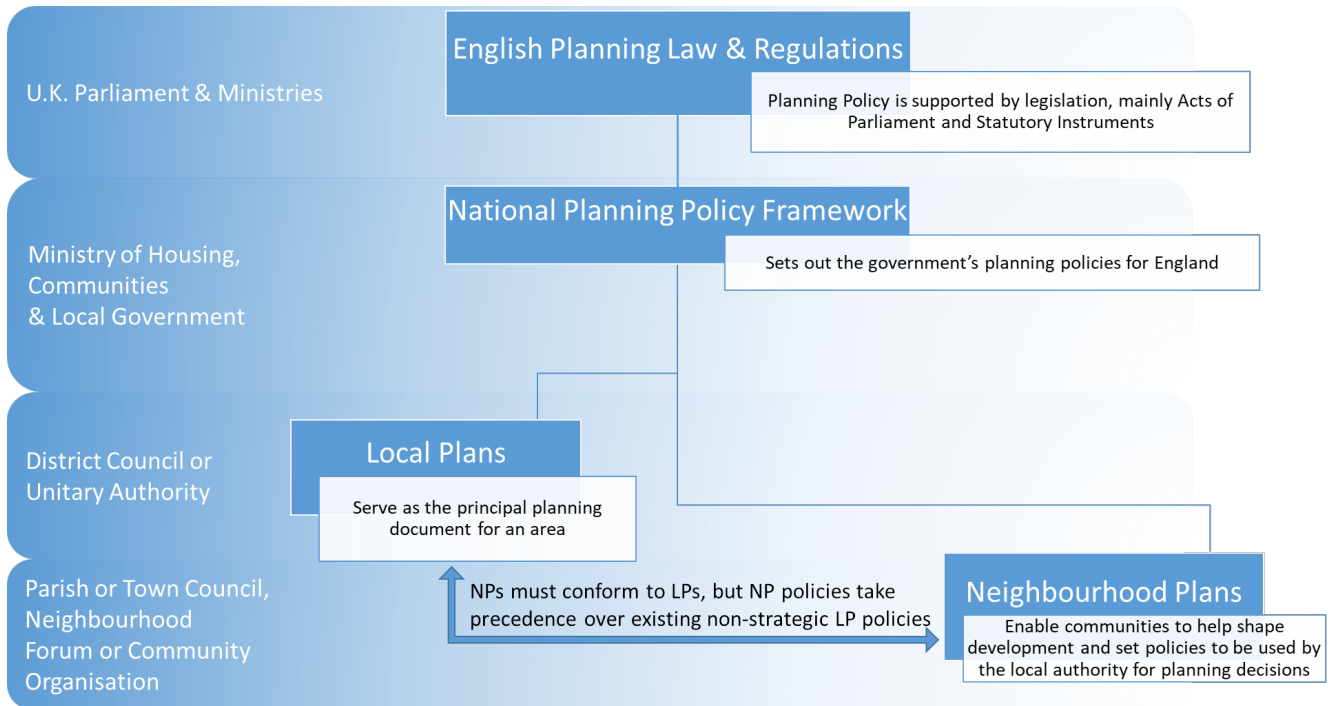 English Planning Law & Regulations
U.K. Parliament & Ministries
Planning Policy is supported by legislation, mainly Acts of
Parliament and Statutory Instruments
National Planning Policy Framework
Ministry of Housing,
Communities
& Local Government
Sets out the government’s planning policies for England
District Council or
Unitary Authority
Local Plans
Serve as the principal planning
document for an area
Parish or Town Council,
Neighbourhood
Forum or Community
Organisation
NPs must conform to LPs, but NP policies take
precedence over existing non-strategic LP policies
Neighbourhood Plans
Enable communities to help shape
development and set policies to be used by
the local authority for planning decisions